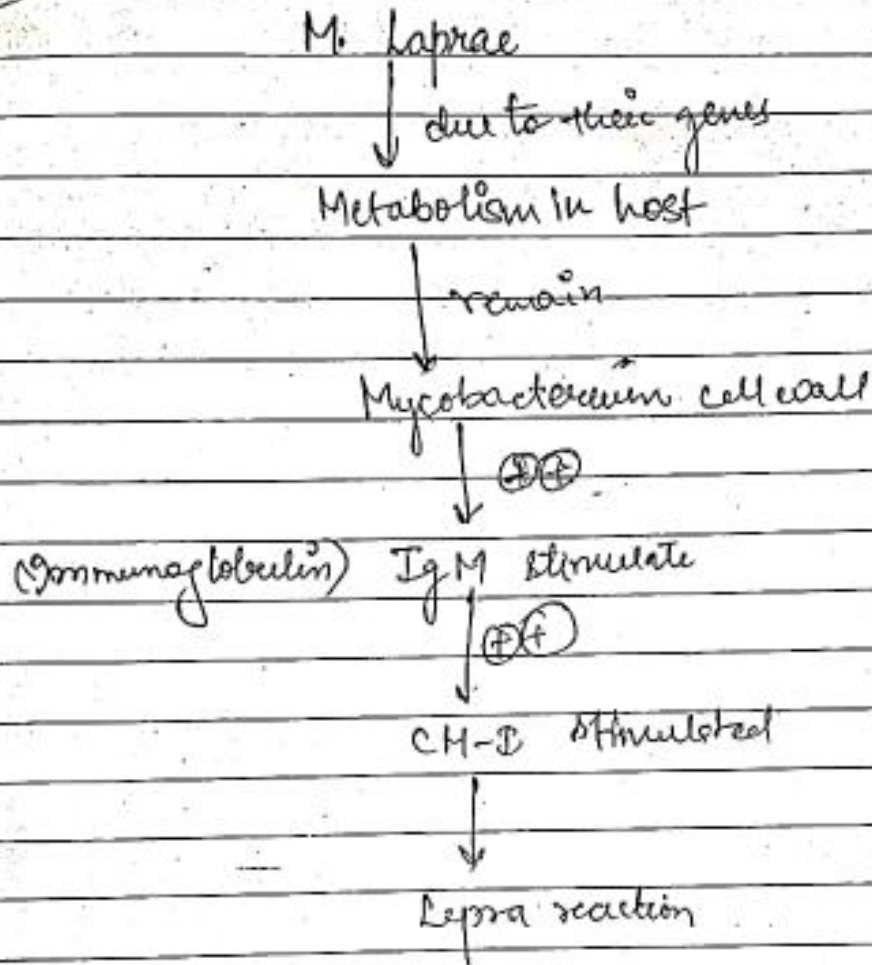 M. Laprae
due to their genes
Metabolism in host
remain
Mycobacterium cell wall
⊕⊕
(Immunoglobulin) IgM stimulate
⊕⊕
CM-I stimulated
Lepra reaction